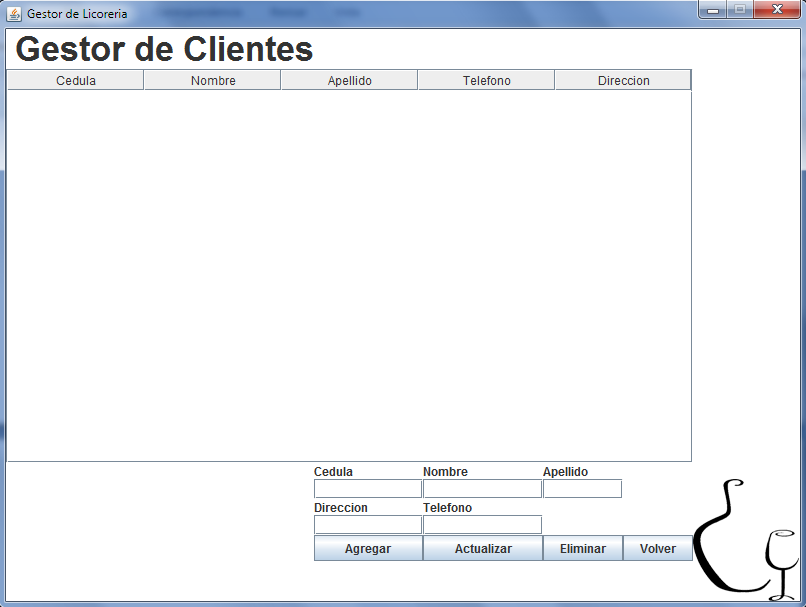 Gestor de Licoreria
Gestor de Clientes
Cedula Nombre Apellido Telefono Direccion
Cedula Nombre Apellido
Direccion Telefono
Agregar Actualizar Eliminar Volver